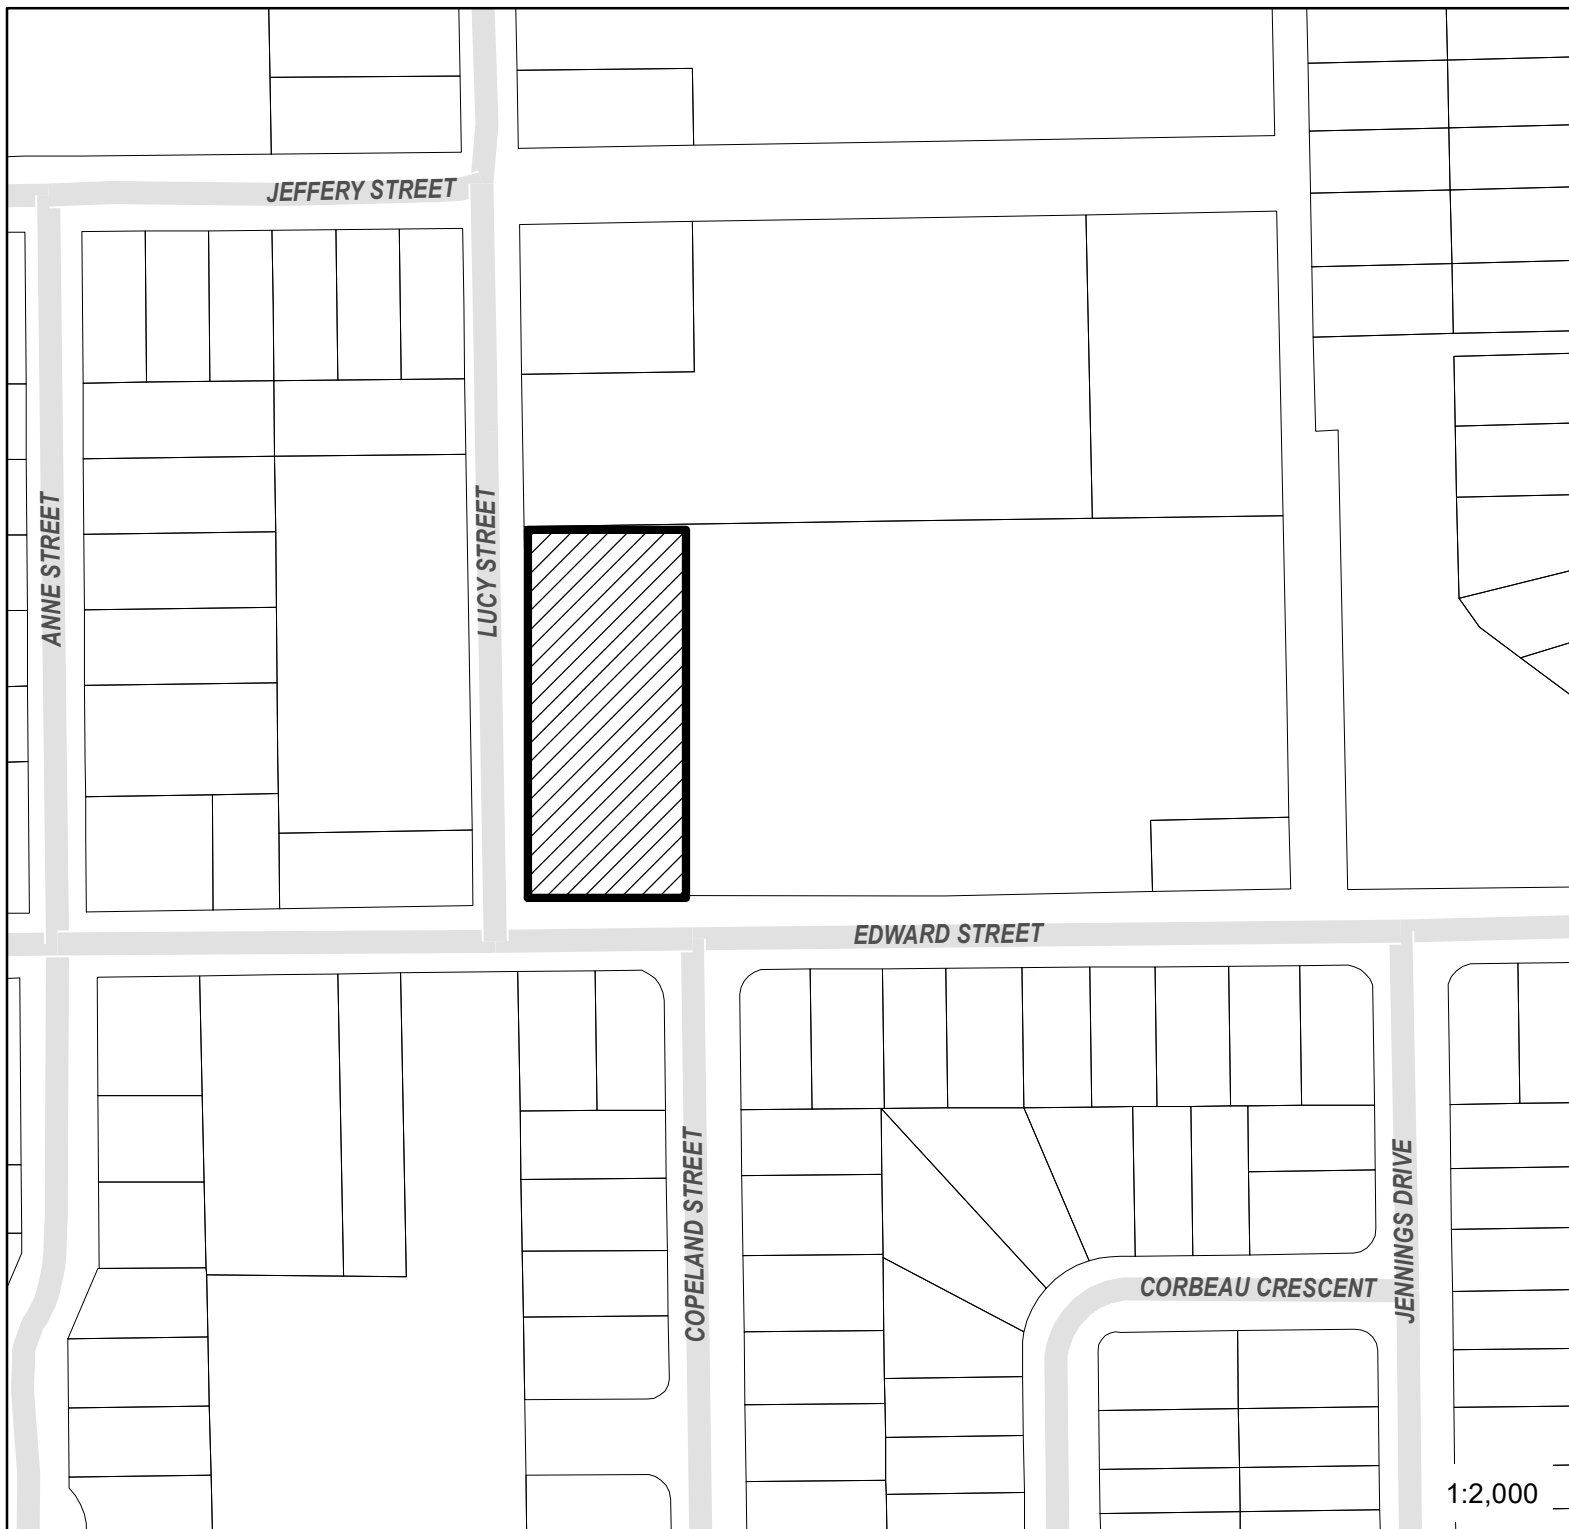 JEFFERY STREET
ANNE STREET
LUCY STREET
EDWARD STREET
COPELAND STREET
JENNINGS DRIVE
CORBEAU CRESCENT
1:2,000